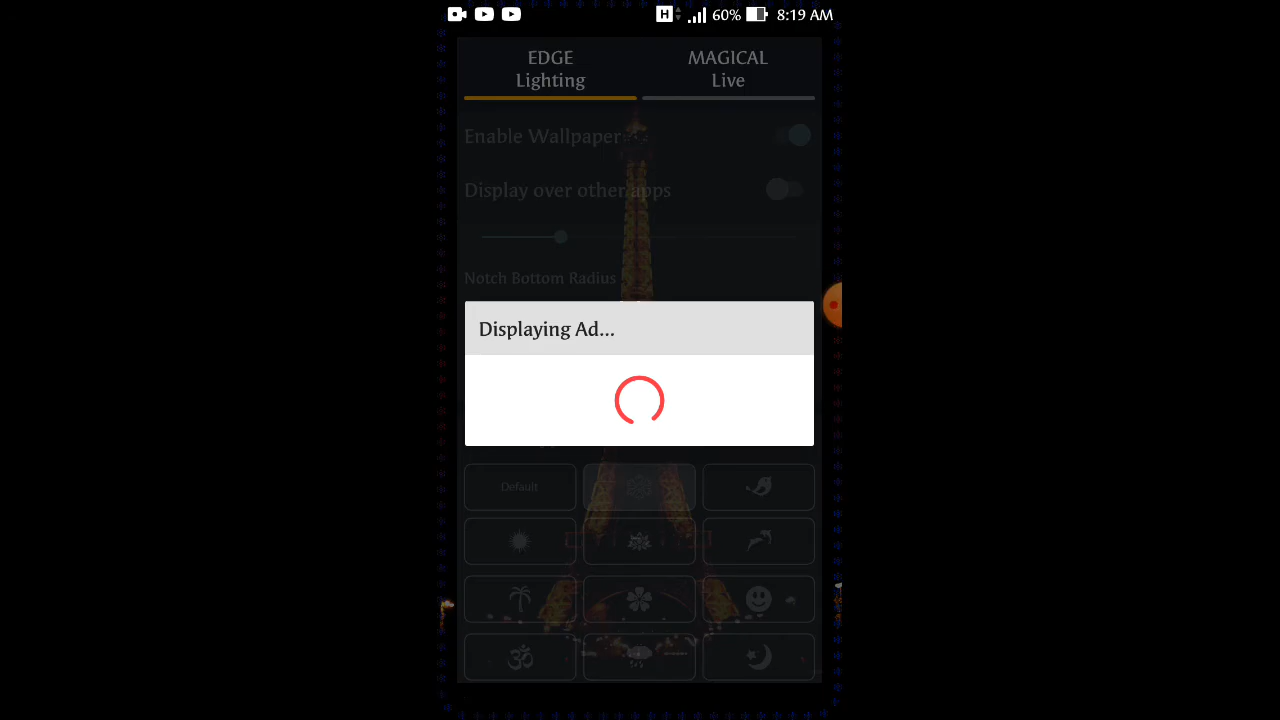 H 60% 8:19 AM
EDGE
Lighting
MAGICAL
Live
Enable Wallpaper
Display over other apps
Notch Bottom Radius
Displaying Ad...
Default
ॐ